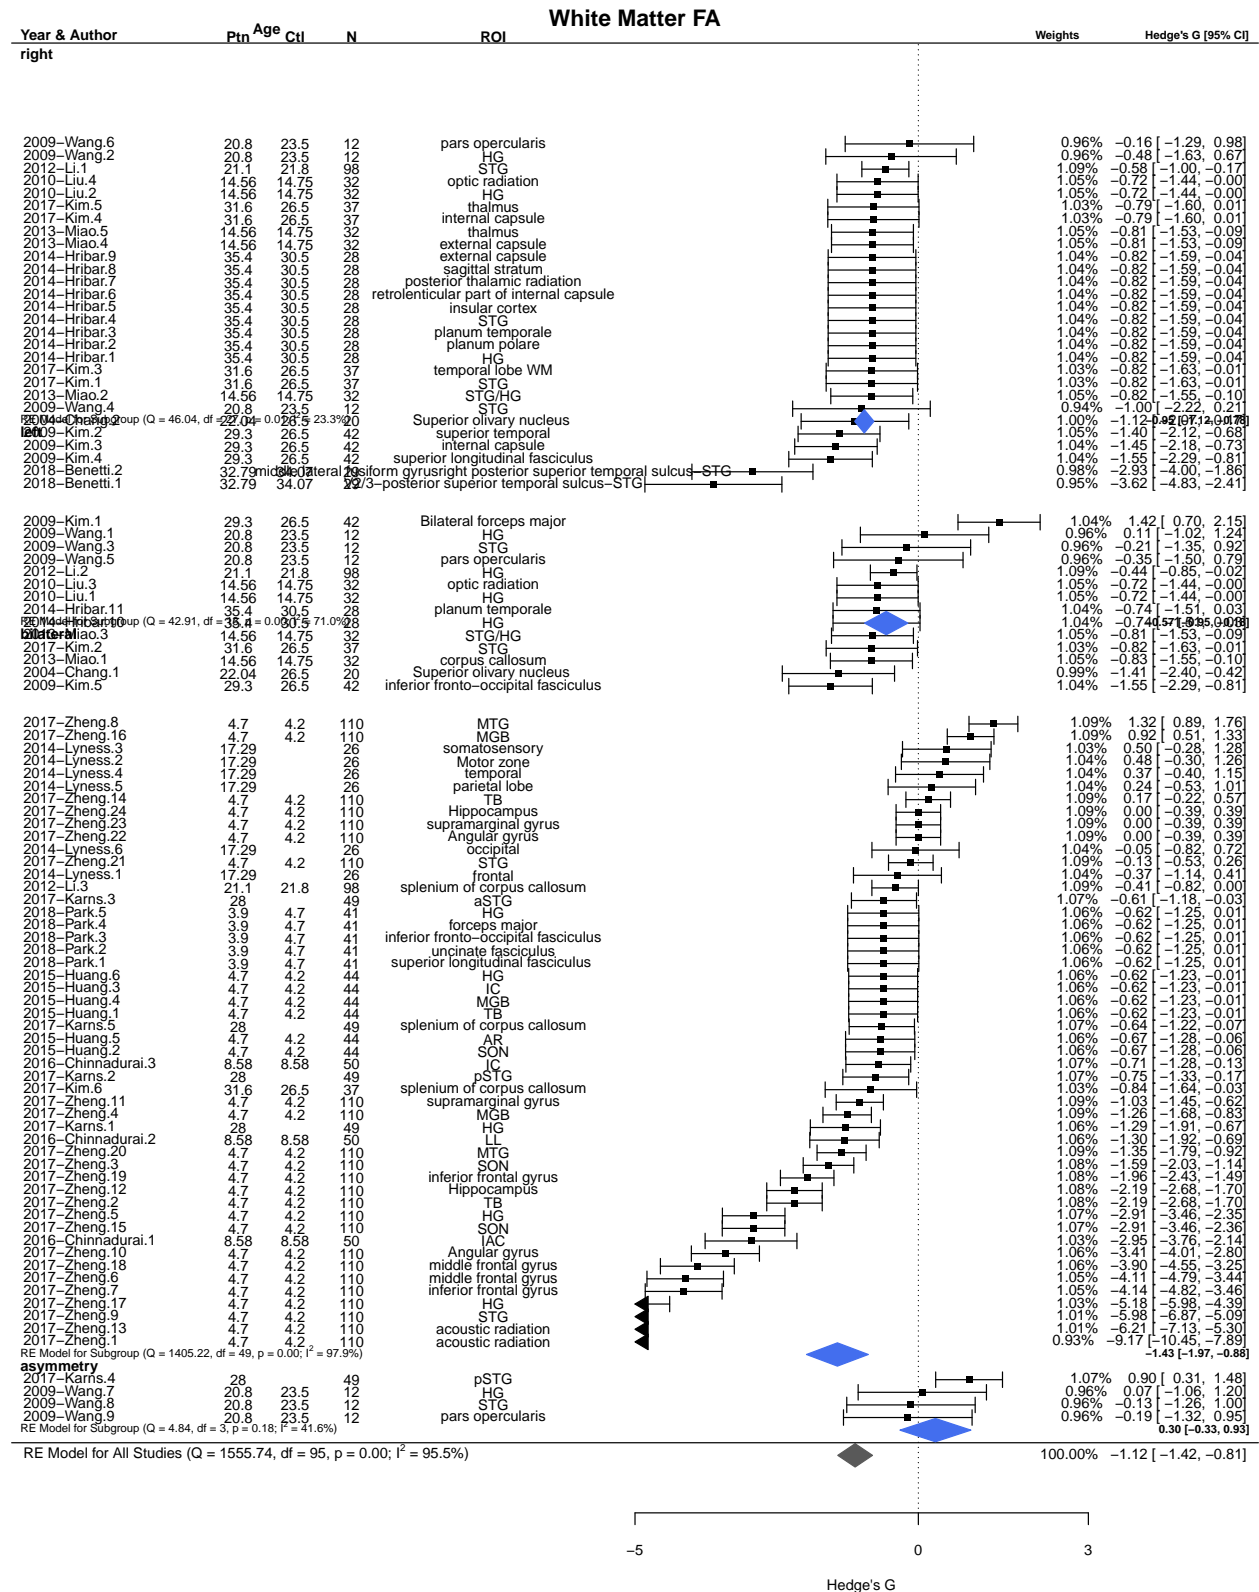 White Matter FA
Year & Author Ptn Age Ctl N ROI Weights Hedge's G [95% CI]
right
2009−Wang.6 20.8 23.5 12 pars opercularis 0.96% −0.16 [ −1.29, 0.98]
2009−Wang.2 20.8 23.5 12 HG 0.96% −0.48 [ −1.63, 0.67]
2012−Li.1 21.1 21.8 98 STG 1.09% −0.58 [ −1.00, −0.17]
2010−Liu.4 14.56 14.75 32 optic radiation 1.05% −0.72 [ −1.44, −0.00]
2010−Liu.2 14.56 14.75 32 HG 1.05% −0.72 [ −1.44, −0.00]
2017−Kim.5 31.6 26.5 37 thalmus 1.03% −0.79 [ −1.60, 0.01]
2017−Kim.4 31.6 26.5 37 internal capsule 1.03% −0.79 [ −1.60, 0.01]
2013−Miao.5 14.56 14.75 32 thalmus 1.05% −0.81 [ −1.53, −0.09]
2013−Miao.4 14.56 14.75 32 external capsule 1.05% −0.81 [ −1.53, −0.09]
2014−Hribar.9 35.4 30.5 28 external capsule 1.04% −0.82 [ −1.59, −0.04]
2014−Hribar.8 35.4 30.5 28 sagittal stratum 1.04% −0.82 [ −1.59, −0.04]
2014−Hribar.7 35.4 30.5 28 posterior thalamic radiation 1.04% −0.82 [ −1.59, −0.04]
2014−Hribar.6 35.4 30.5 28 retrolenticular part of internal capsule 1.04% −0.82 [ −1.59, −0.04]
2014−Hribar.5 35.4 30.5 28 insular cortex 1.04% −0.82 [ −1.59, −0.04]
2014−Hribar.4 35.4 30.5 28 STG 1.04% −0.82 [ −1.59, −0.04]
2014−Hribar.3 35.4 30.5 28 planum temporale 1.04% −0.82 [ −1.59, −0.04]
2014−Hribar.2 35.4 30.5 28 planum polare 1.04% −0.82 [ −1.59, −0.04]
2014−Hribar.1 35.4 30.5 28 HG 1.04% −0.82 [ −1.59, −0.04]
2017−Kim.3 31.6 26.5 37 temporal lobe WM 1.03% −0.82 [ −1.63, −0.01]
2017−Kim.1 31.6 26.5 37 STG 1.03% −0.82 [ −1.63, −0.01]
2013−Miao.2 14.56 14.75 32 STG/HG 1.05% −0.82 [ −1.55, −0.10]
2009−Wang.4 20.8 23.5 12 STG 0.94% −1.00 [ −2.22, 0.21]
RE Model for Subgroup (Q = 46.04, df = 27, p = 0.01; I² = 23.3%) −0.95 [−1.12, −0.78]
2004−Chang.2 22.04 26.5 20 Superior olivary nucleus 1.00% −1.12
left
2009−Kim.2 29.3 26.5 42 superior temporal 1.05% −1.40 [ −2.12, −0.68]
2009−Kim.3 29.3 26.5 42 internal capsule 1.04% −1.45 [ −2.18, −0.73]
2009−Kim.4 29.3 26.5 42 superior longitudinal fasciculus 1.04% −1.55 [ −2.29, −0.81]
2018−Benetti.2 32.79 34.07 29 middle lateral fusiform gyrusright posterior superior temporal sulcus−STG 0.98% −2.93 [ −4.00, −1.86]
2018−Benetti.1 32.79 34.07 29 22/3−posterior superior temporal sulcus−STG 0.95% −3.62 [ −4.83, −2.41]
2009−Kim.1 29.3 26.5 42 Bilateral forceps major 1.04% 1.42 [ 0.70, 2.15]
2009−Wang.1 20.8 23.5 12 HG 0.96% 0.11 [ −1.02, 1.24]
2009−Wang.3 20.8 23.5 12 STG 0.96% −0.21 [ −1.35, 0.92]
2009−Wang.5 20.8 23.5 12 pars opercularis 0.96% −0.35 [ −1.50, 0.79]
2012−Li.2 21.1 21.8 98 HG 1.09% −0.44 [ −0.85, −0.02]
2010−Liu.3 14.56 14.75 32 optic radiation 1.05% −0.72 [ −1.44, −0.00]
2010−Liu.1 14.56 14.75 32 HG 1.05% −0.72 [ −1.44, −0.00]
2014−Hribar.11 35.4 30.5 28 planum temporale 1.04% −0.74 [ −1.51, 0.03]
RE Model for Subgroup (Q = 42.91, df = 13, p = 0.00; I² = 71.0%) −0.57 [−0.95, −0.18]
2014−Hribar.10 35.4 30.5 28 HG 1.04%
bilateral
2013−Miao.3 14.56 14.75 32 STG/HG 1.05% −0.81 [ −1.53, −0.09]
2017−Kim.2 31.6 26.5 37 STG 1.03% −0.82 [ −1.63, −0.01]
2013−Miao.1 14.56 14.75 32 corpus callosum 1.05% −0.83 [ −1.55, −0.10]
2004−Chang.1 22.04 26.5 20 Superior olivary nucleus 0.99% −1.41 [ −2.40, −0.42]
2009−Kim.5 29.3 26.5 42 inferior fronto−occipital fasciculus 1.04% −1.55 [ −2.29, −0.81]
2017−Zheng.8 4.7 4.2 110 MTG 1.09% 1.32 [ 0.89, 1.76]
2017−Zheng.16 4.7 4.2 110 MGB 1.09% 0.92 [ 0.51, 1.33]
2014−Lyness.3 17.29 26 somatosensory 1.03% 0.50 [ −0.28, 1.28]
2014−Lyness.2 17.29 26 Motor zone 1.04% 0.48 [ −0.30, 1.26]
2014−Lyness.4 17.29 26 temporal 1.04% 0.37 [ −0.40, 1.15]
2014−Lyness.5 17.29 26 parietal lobe 1.04% 0.24 [ −0.53, 1.01]
2017−Zheng.14 4.7 4.2 110 TB 1.09% 0.17 [ −0.22, 0.57]
2017−Zheng.24 4.7 4.2 110 Hippocampus 1.09% 0.00 [ −0.39, 0.39]
2017−Zheng.23 4.7 4.2 110 supramarginal gyrus 1.09% 0.00 [ −0.39, 0.39]
2017−Zheng.22 4.7 4.2 110 Angular gyrus 1.09% 0.00 [ −0.39, 0.39]
2014−Lyness.6 17.29 26 occipital 1.04% −0.05 [ −0.82, 0.72]
2017−Zheng.21 4.7 4.2 110 STG 1.09% −0.13 [ −0.53, 0.26]
2014−Lyness.1 17.29 26 frontal 1.04% −0.37 [ −1.14, 0.41]
2012−Li.3 21.1 21.8 98 splenium of corpus callosum 1.09% −0.41 [ −0.82, 0.00]
2017−Karns.3 28 49 aSTG 1.07% −0.61 [ −1.18, −0.03]
2018−Park.5 3.9 4.7 41 HG 1.06% −0.62 [ −1.25, 0.01]
2018−Park.4 3.9 4.7 41 forceps major 1.06% −0.62 [ −1.25, 0.01]
2018−Park.3 3.9 4.7 41 inferior fronto−occipital fasciculus 1.06% −0.62 [ −1.25, 0.01]
2018−Park.2 3.9 4.7 41 uncinate fasciculus 1.06% −0.62 [ −1.25, 0.01]
2018−Park.1 3.9 4.7 41 superior longitudinal fasciculus 1.06% −0.62 [ −1.25, 0.01]
2015−Huang.6 4.7 4.2 44 HG 1.06% −0.62 [ −1.23, −0.01]
2015−Huang.3 4.7 4.2 44 IC 1.06% −0.62 [ −1.23, −0.01]
2015−Huang.4 4.7 4.2 44 MGB 1.06% −0.62 [ −1.23, −0.01]
2015−Huang.1 4.7 4.2 44 TB 1.06% −0.62 [ −1.23, −0.01]
2017−Karns.5 28 49 splenium of corpus callosum 1.07% −0.64 [ −1.22, −0.07]
2015−Huang.5 4.7 4.2 44 AR 1.06% −0.67 [ −1.28, −0.06]
2015−Huang.2 4.7 4.2 44 SON 1.06% −0.67 [ −1.28, −0.06]
2016−Chinnadurai.3 8.58 8.58 50 IC 1.07% −0.71 [ −1.28, −0.13]
2017−Karns.2 28 49 pSTG 1.07% −0.75 [ −1.33, −0.17]
2017−Kim.6 31.6 26.5 37 splenium of corpus callosum 1.03% −0.84 [ −1.64, −0.03]
2017−Zheng.11 4.7 4.2 110 supramarginal gyrus 1.09% −1.03 [ −1.45, −0.62]
2017−Zheng.4 4.7 4.2 110 MGB 1.09% −1.26 [ −1.68, −0.83]
2017−Karns.1 28 49 HG 1.06% −1.29 [ −1.91, −0.67]
2016−Chinnadurai.2 8.58 8.58 50 LL 1.06% −1.30 [ −1.92, −0.69]
2017−Zheng.20 4.7 4.2 110 MTG 1.09% −1.35 [ −1.79, −0.92]
2017−Zheng.3 4.7 4.2 110 SON 1.08% −1.59 [ −2.03, −1.14]
2017−Zheng.19 4.7 4.2 110 inferior frontal gyrus 1.08% −1.96 [ −2.43, −1.49]
2017−Zheng.12 4.7 4.2 110 Hippocampus 1.08% −2.19 [ −2.68, −1.70]
2017−Zheng.2 4.7 4.2 110 TB 1.08% −2.19 [ −2.68, −1.70]
2017−Zheng.5 4.7 4.2 110 HG 1.07% −2.91 [ −3.46, −2.35]
2017−Zheng.15 4.7 4.2 110 SON 1.07% −2.91 [ −3.46, −2.36]
2016−Chinnadurai.1 8.58 8.58 50 IAC 1.03% −2.95 [ −3.76, −2.14]
2017−Zheng.10 4.7 4.2 110 Angular gyrus 1.06% −3.41 [ −4.01, −2.80]
2017−Zheng.18 4.7 4.2 110 middle frontal gyrus 1.06% −3.90 [ −4.55, −3.25]
2017−Zheng.6 4.7 4.2 110 middle frontal gyrus 1.05% −4.11 [ −4.79, −3.44]
2017−Zheng.7 4.7 4.2 110 inferior frontal gyrus 1.05% −4.14 [ −4.82, −3.46]
2017−Zheng.17 4.7 4.2 110 HG 1.03% −5.18 [ −5.98, −4.39]
2017−Zheng.9 4.7 4.2 110 STG 1.01% −5.98 [ −6.87, −5.09]
2017−Zheng.13 4.7 4.2 110 acoustic radiation 1.01% −6.21 [ −7.13, −5.30]
2017−Zheng.1 4.7 4.2 110 acoustic radiation 0.93% −9.17 [−10.45, −7.89]
RE Model for Subgroup (Q = 1405.22, df = 49, p = 0.00; I² = 97.9%) −1.43 [−1.97, −0.88]
asymmetry
2017−Karns.4 28 49 pSTG 1.07% 0.90 [ 0.31, 1.48]
2009−Wang.7 20.8 23.5 12 HG 0.96% 0.07 [ −1.06, 1.20]
2009−Wang.8 20.8 23.5 12 STG 0.96% −0.13 [ −1.26, 1.00]
2009−Wang.9 20.8 23.5 12 pars opercularis 0.96% −0.19 [ −1.32, 0.95]
RE Model for Subgroup (Q = 4.84, df = 3, p = 0.18; I² = 41.6%) 0.30 [−0.33, 0.93]
RE Model for All Studies (Q = 1555.74, df = 95, p = 0.00; I² = 95.5%) 100.00% −1.12 [ −1.42, −0.81]
−5 0 3
Hedge's G